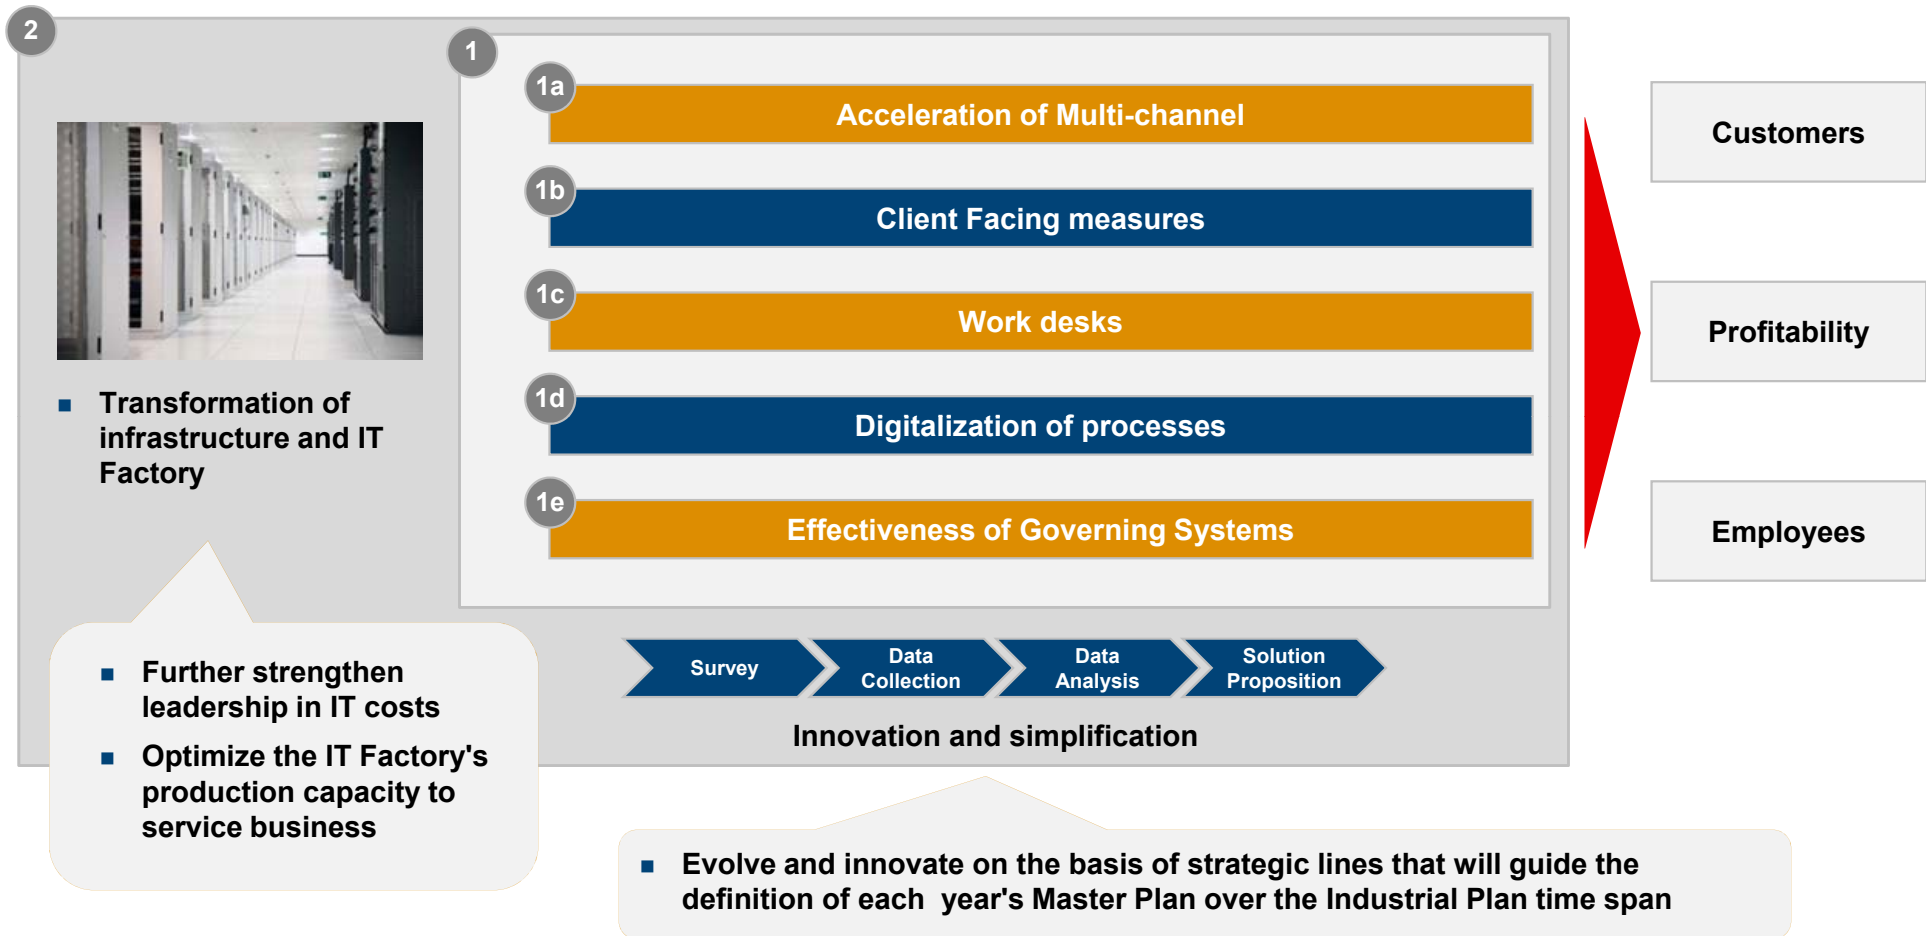 2
1
1a
Acceleration of Multi-channel
1b
Client Facing measures
1c
Work desks
1d
Digitalization of processes
1e
Effectiveness of Governing Systems
Transformation of
infrastructure and IT
Factory
Further strengthen
leadership in IT costs
Optimize the IT Factory's
production capacity to
service business
Survey
Data
Collection
Data
Analysis
Solution
Proposition
Innovation and simplification
Evolve and innovate on the basis of strategic lines that will guide the
definition of each  year's Master Plan over the Industrial Plan time span
Customers
Profitability
Employees